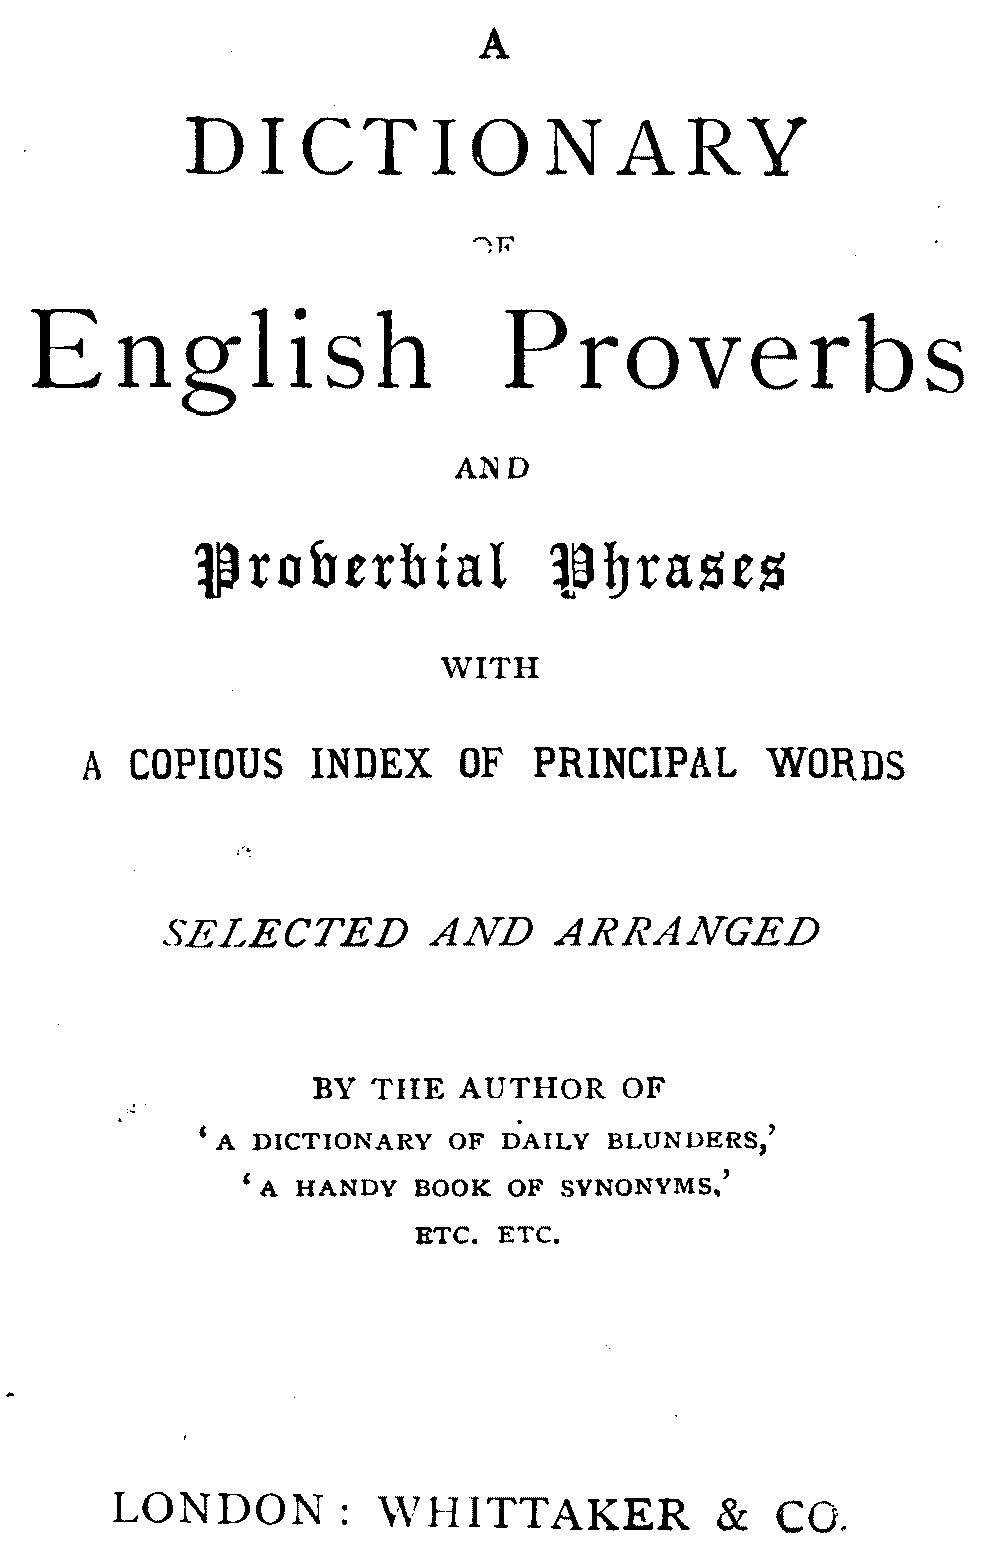 A
DICTIONARY
OF
English Proverbs
AND
Proverbial Phrases
WITH
A COPIOUS INDEX OF PRINCIPAL WORDS
SELECTED AND ARRANGED
BY THE AUTHOR OF
‘A DICTIONARY OF DAILY BLUNDERS,’
‘A HANDY BOOK OF SYNONYMS,’
ETC. ETC.
LONDON: WHITTAKER & CO.